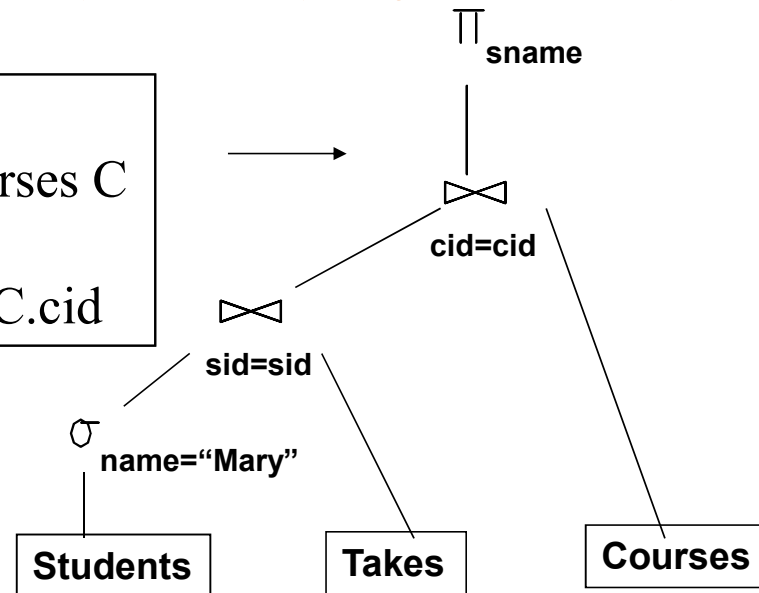 Π
sname
rses C
cid=cid
C.cid
sid=sid
σ
name=“Mary”
Students
Takes
Courses